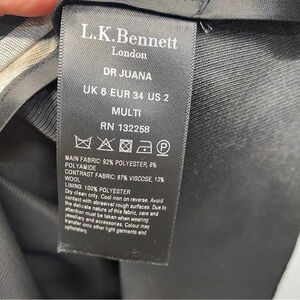 L.K.Bennett
London
DR JUANA
UK 6 EUR 34 US 2
MULTI
RN 132258
MAIN FABRIC: 92% POLYESTER, 8%
POLYAMIDE
CONTRAST FABRIC: 87% VISCOSE, 13%
WOOL
LINING: 100% POLYESTER
Dry clean only. Cool iron on reverse. Avoid
contact with abrasive rough surfaces. Due to
the delicate nature of this fabric, care and
attention must be taken when wearing
jewellery and accessories. Colour may
transfer onto other light garments and
upholstery.